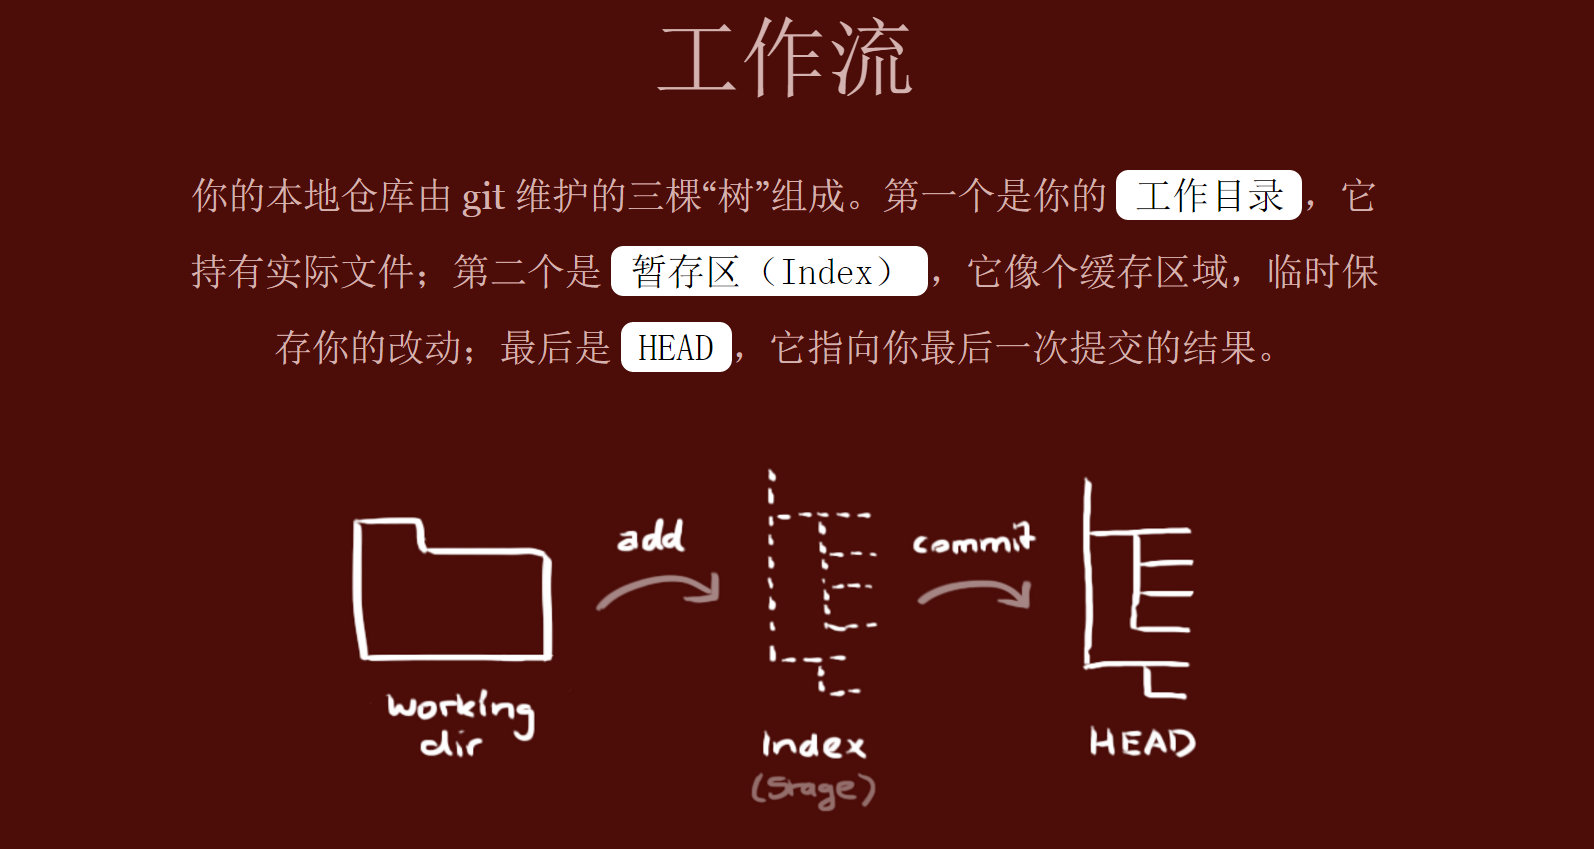 工作流
你的本地仓库由 git 维护的三棵“树”组成。第一个是你的 工作目录，它
持有实际文件；第二个是 暂存区（Index），它像个缓存区域，临时保
存你的改动；最后是 HEAD，它指向你最后一次提交的结果。
add
commit
working
dir
Index
(Stage)
HEAD